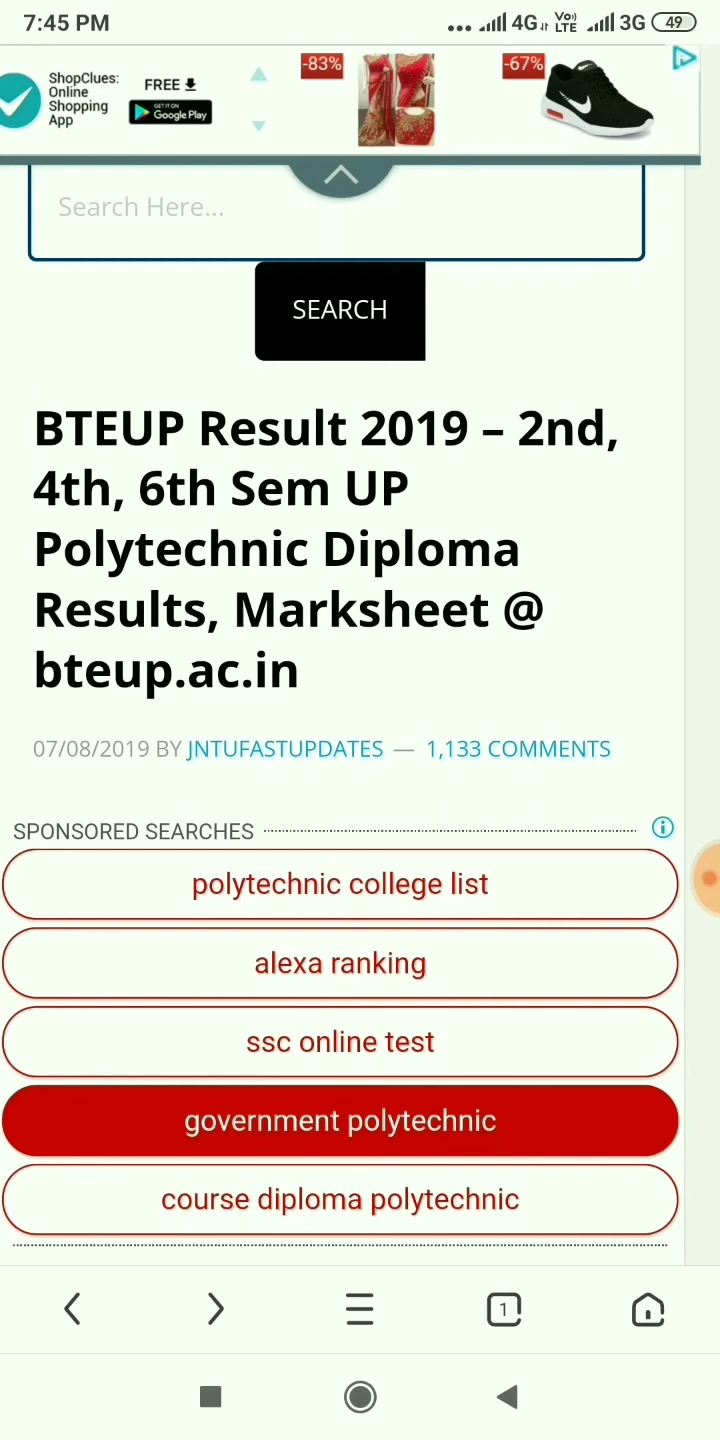 7:45 PM
4G Vo)) LTE 3G 49
ShopClues:
Online
Shopping
App
FREE
GET IT ON
Google Play
-83%
-67%
Search Here...
SEARCH
BTEUP Result 2019 – 2nd,
4th, 6th Sem UP
Polytechnic Diploma
Results, Marksheet @
bteup.ac.in
07/08/2019 BY JNTUFASTUPDATES — 1,133 COMMENTS
SPONSORED SEARCHES
polytechnic college list
alexa ranking
ssc online test
government polytechnic
course diploma polytechnic
1